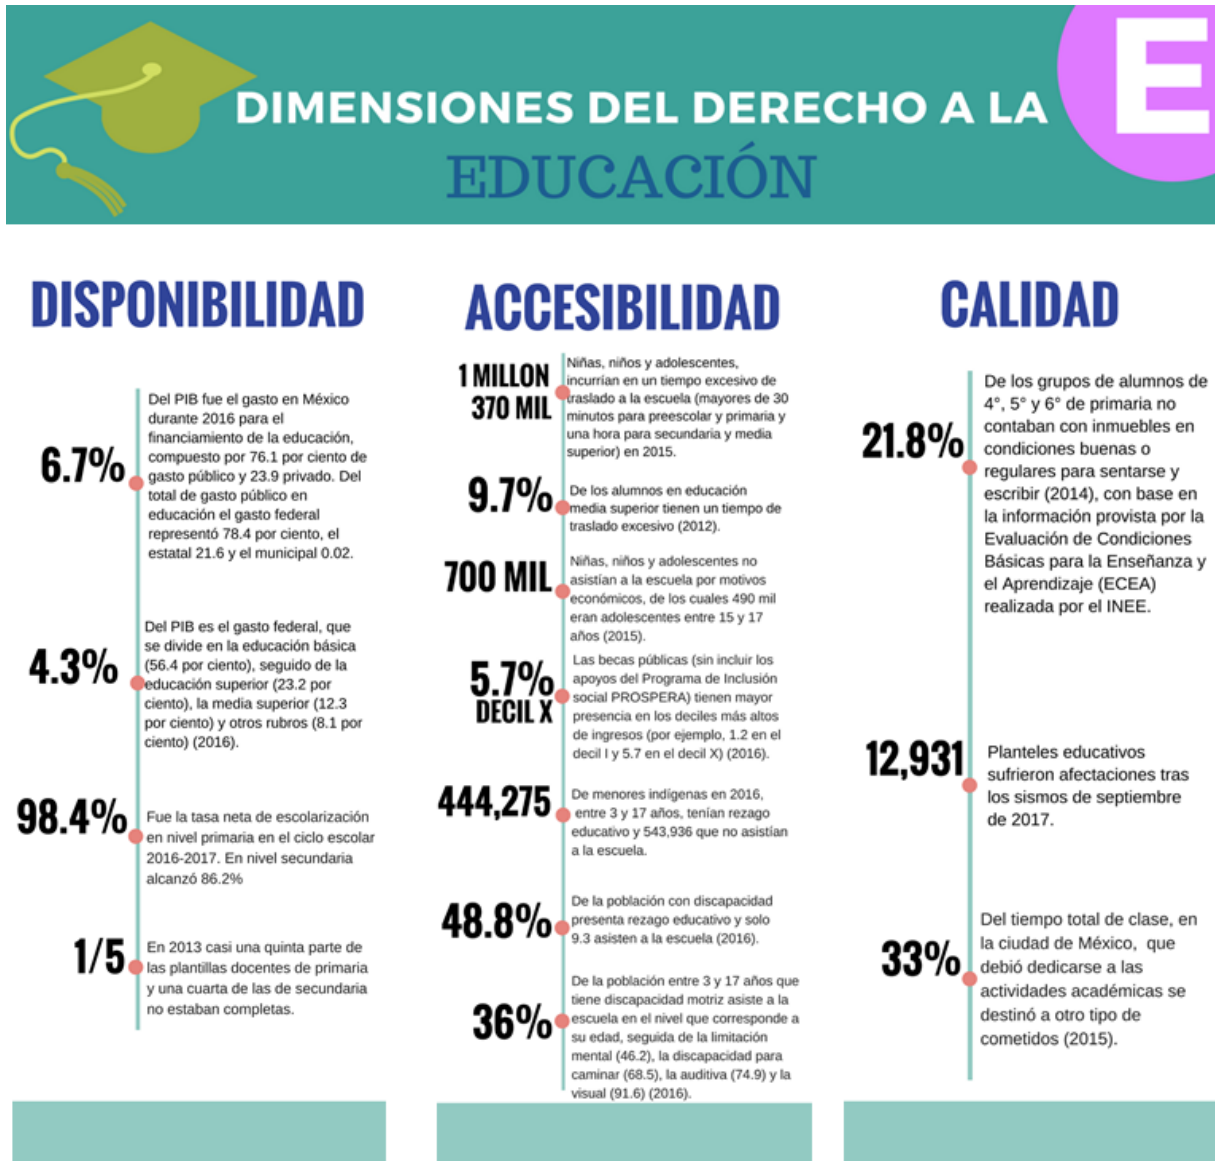 E
DIMENSIONES DEL DERECHO A LA
EDUCACIÓN
DISPONIBILIDAD
6.7%
Del PIB fue el gasto en México
durante 2016 para el
financiamiento de la educación,
compuesto por 76.1 por ciento de
gasto público y 23.9 privado. Del
total de gasto público en
educación el gasto federal
representó 78.4 por ciento, el
estatal 21.6 y el municipal 0.02.
4.3%
Del PIB es el gasto federal, que
se divide en la educación básica
(56.4 por ciento), seguido de la
educación superior (23.2 por
ciento), la media superior (12.3
por ciento) y otros rubros (8.1 por
ciento) (2016).
98.4%
Fue la tasa neta de escolarización
en nivel primaria en el ciclo escolar
2016-2017. En nivel secundaria
alcanzó 86.2%
1/5
En 2013 casi una quinta parte de
las plantillas docentes de primaria
y una cuarta de las de secundaria
no estaban completas.
ACCESIBILIDAD
1 MILLON
370 MIL
Niñas, niños y adolescentes,
incurrían en un tiempo excesivo de
traslado a la escuela (mayores de 30
minutos para preescolar y primaria y
una hora para secundaria y media
superior) en 2015.
9.7%
De los alumnos en educación
media superior tienen un tiempo de
traslado excesivo (2012).
700 MIL
Niñas, niños y adolescentes no
asistían a la escuela por motivos
económicos, de los cuales 490 mil
eran adolescentes entre 15 y 17
años (2015).
5.7%
DECIL X
Las becas públicas (sin incluir los
apoyos del Programa de Inclusión
social PROSPERA) tienen mayor
presencia en los deciles más altos
de ingresos (por ejemplo, 1.2 en el
decil I y 5.7 en el decil X) (2016).
444,275
De menores indígenas en 2016,
entre 3 y 17 años, tenían rezago
educativo y 543,936 que no asistían
a la escuela.
48.8%
De la población con discapacidad
presenta rezago educativo y solo
9.3 asisten a la escuela (2016).
36%
De la población entre 3 y 17 años que
tiene discapacidad motriz asiste a la
escuela en el nivel que corresponde a
su edad, seguida de la limitación
mental (46.2), la discapacidad para
caminar (68.5), la auditiva (74.9) y la
visual (91.6) (2016).
CALIDAD
21.8%
De los grupos de alumnos de
4°, 5° y 6° de primaria no
contaban con inmuebles en
condiciones buenas o
regulares para sentarse y
escribir (2014), con base en
la información provista por la
Evaluación de Condiciones
Básicas para la Enseñanza y
el Aprendizaje (ECEA)
realizada por el INEE.
12,931
Planteles educativos
sufrieron afectaciones tras
los sismos de septiembre
de 2017.
33%
Del tiempo total de clase, en
la ciudad de México, que
debió dedicarse a las
actividades académicas se
destinó a otro tipo de
cometidos (2015).